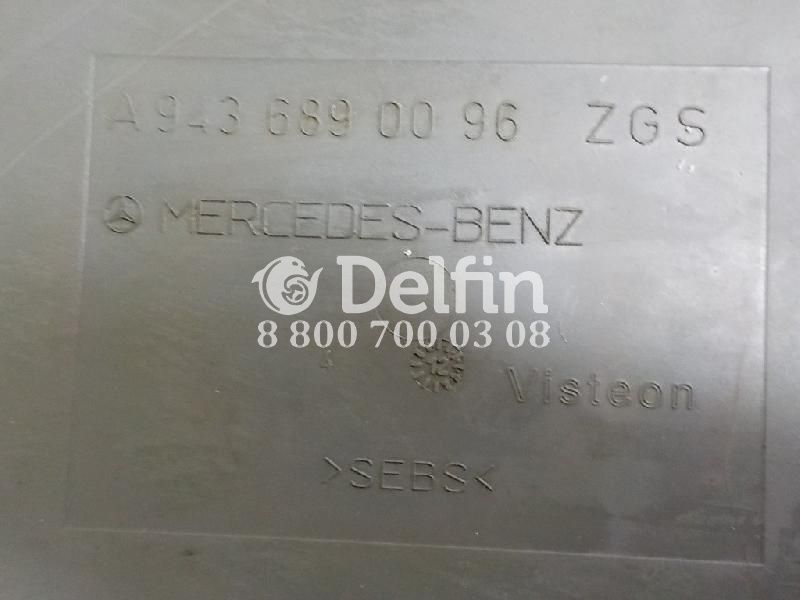 A 943 689 00 96 ZGS
MERCEDES-BENZ
Delfin
8 800 700 03 08
Visteon
>SEBS<